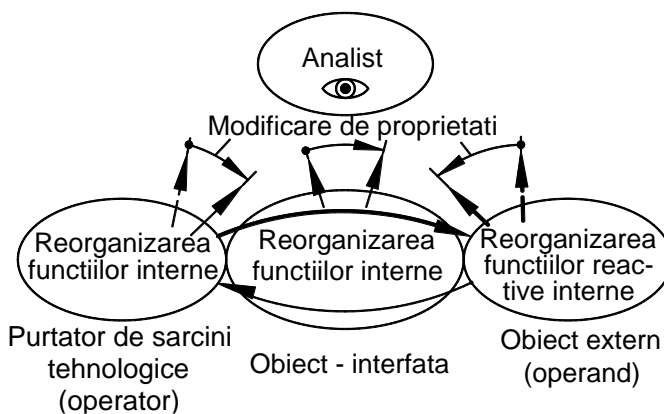 Analist
Modificare de proprietati
Reorganizarea
functiilor interne
Reorganizarea
functiilor interne
Reorganizarea
functiilor reac-
tive interne
Purtator de sarcini
tehnologice
(operator)
Obiect - interfata
Obiect extern
(operand)